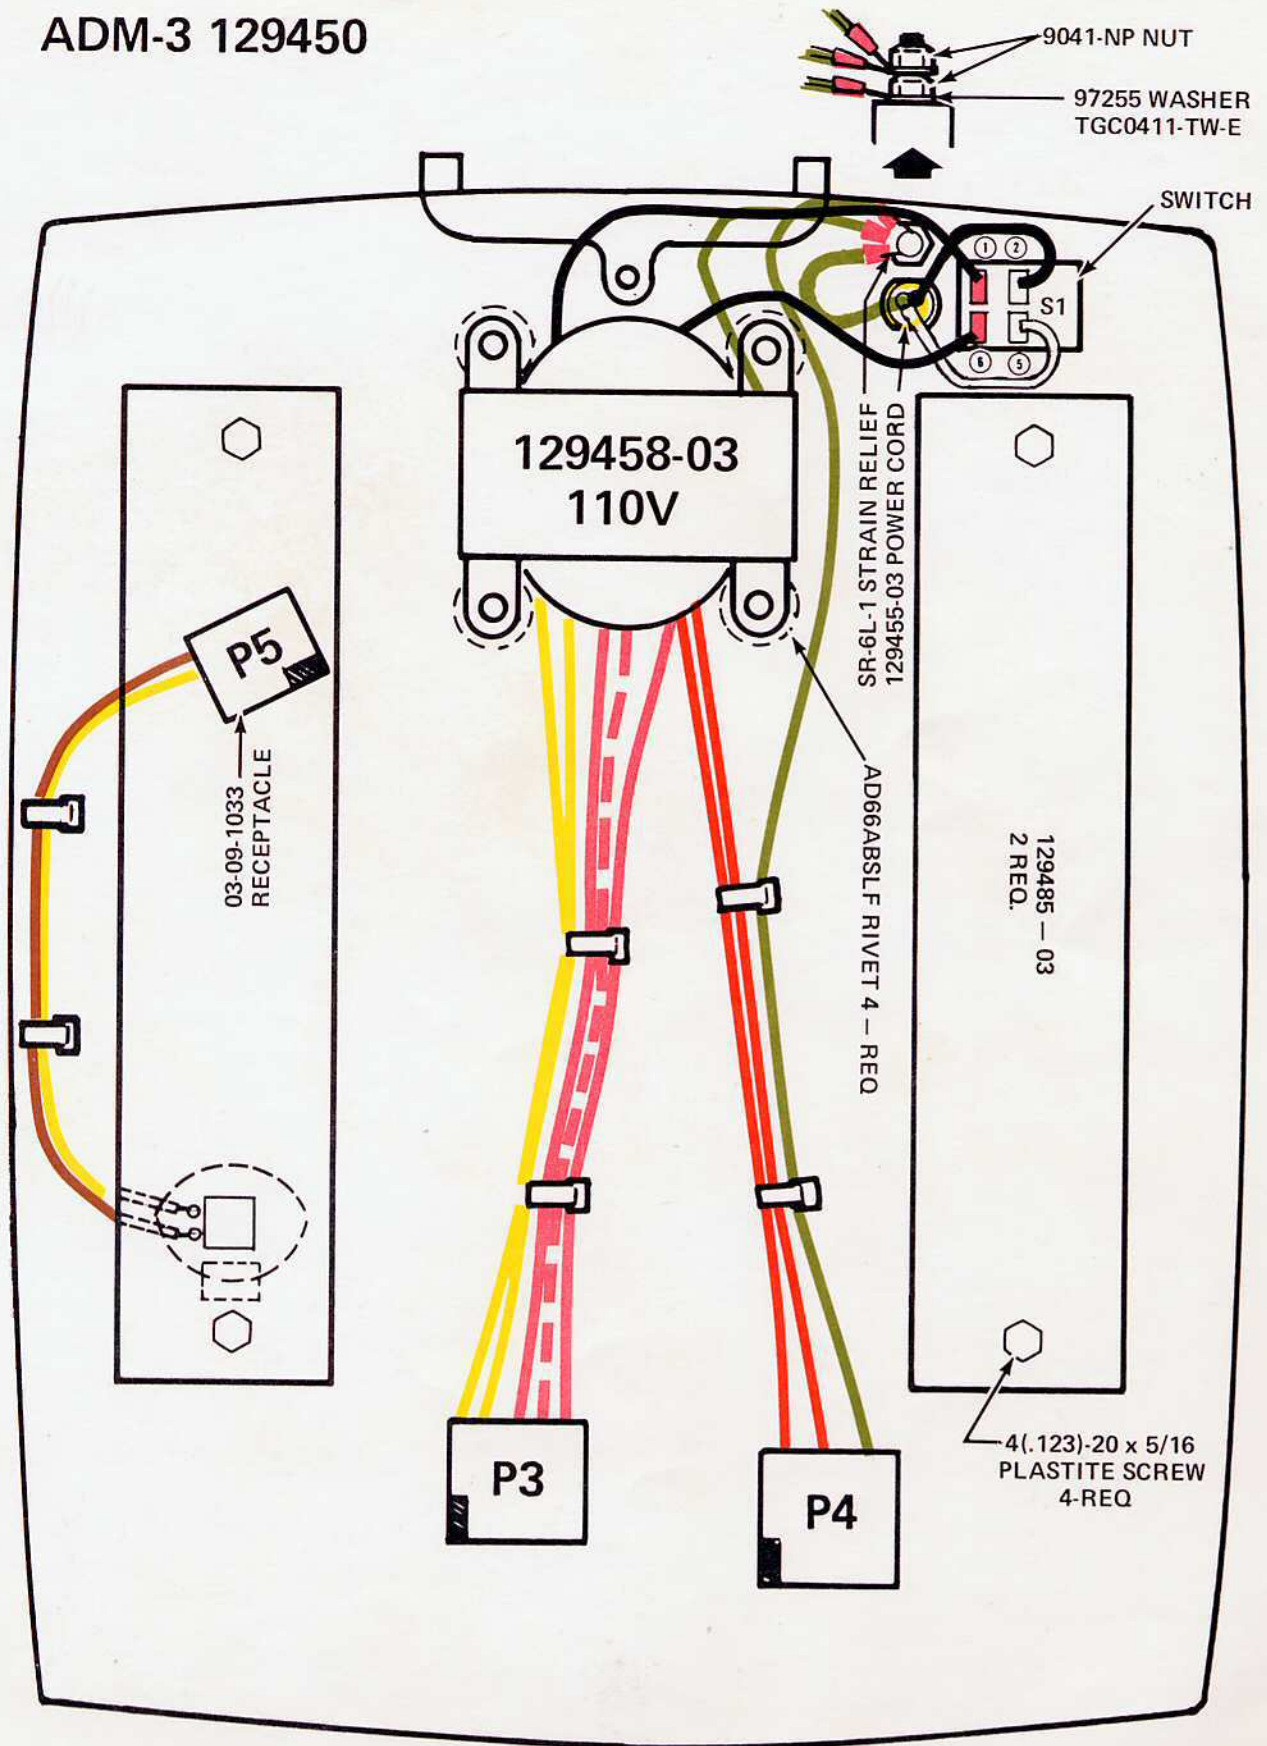 ADM-3 129450
9041-NP NUT
97255 WASHER
TGC0411-TW-E
SWITCH
1 2
S1
6 5
129458-03
110V
SR-6L-1 STRAIN RELIEF
129455-03 POWER CORD
P5
03-09-1033
RECEPTACLE
AD66ABSLF RIVET 4 — REQ
129485 — 03
2 REQ.
P3
P4
4(.123)-20 x 5/16
PLASTITE SCREW
4-REQ